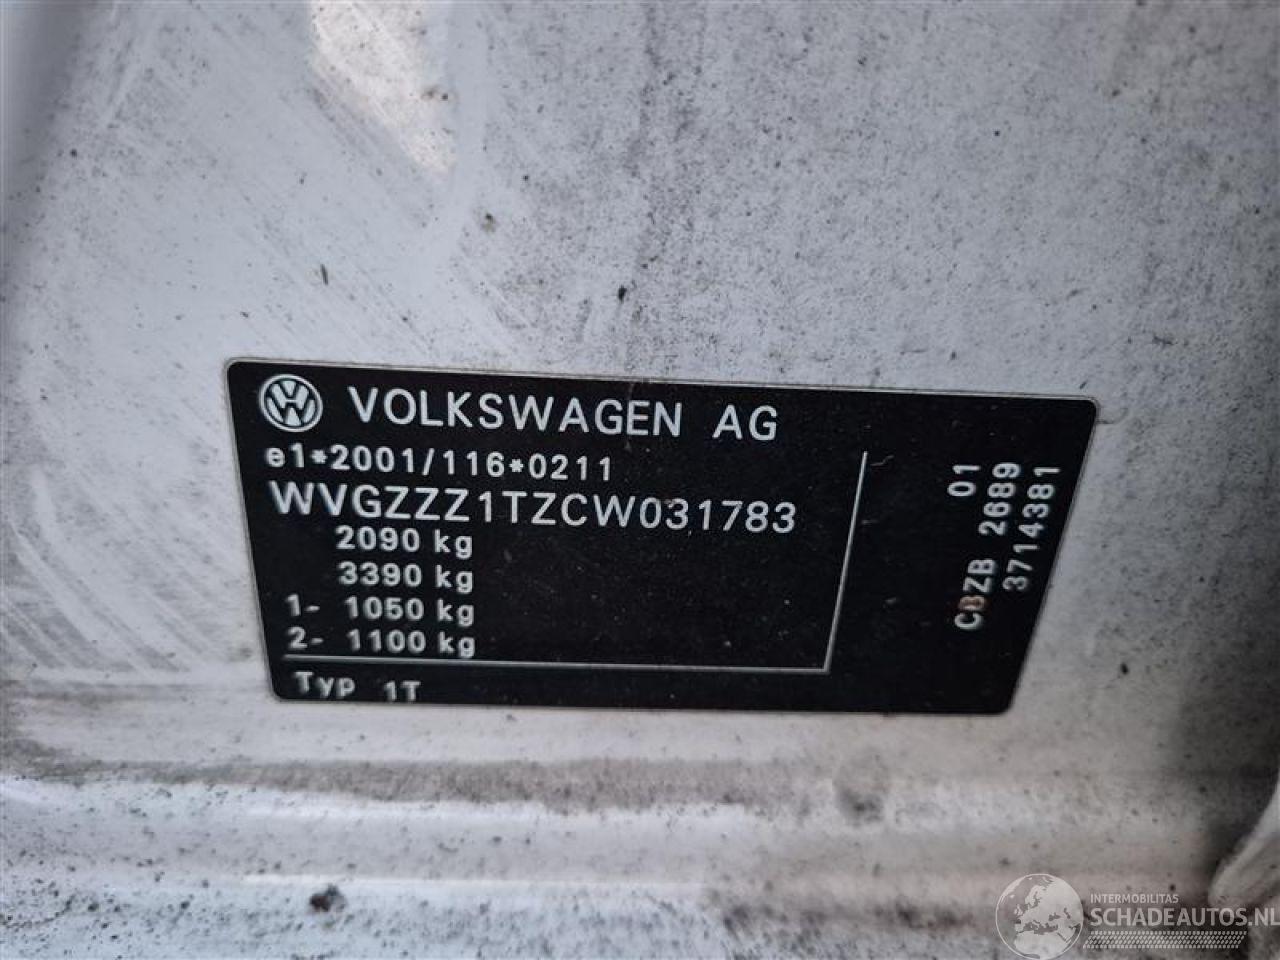 VOLKSWAGEN AG
e1*2001/116*0211
WVGZZZ1TZCW031783
2090 kg
3390 kg
1- 1050 kg
2- 1100 kg
Typ 1T
01
CBZB 2689
3714381
INTERMOBILITAS
SCHADEAUTOS.NL